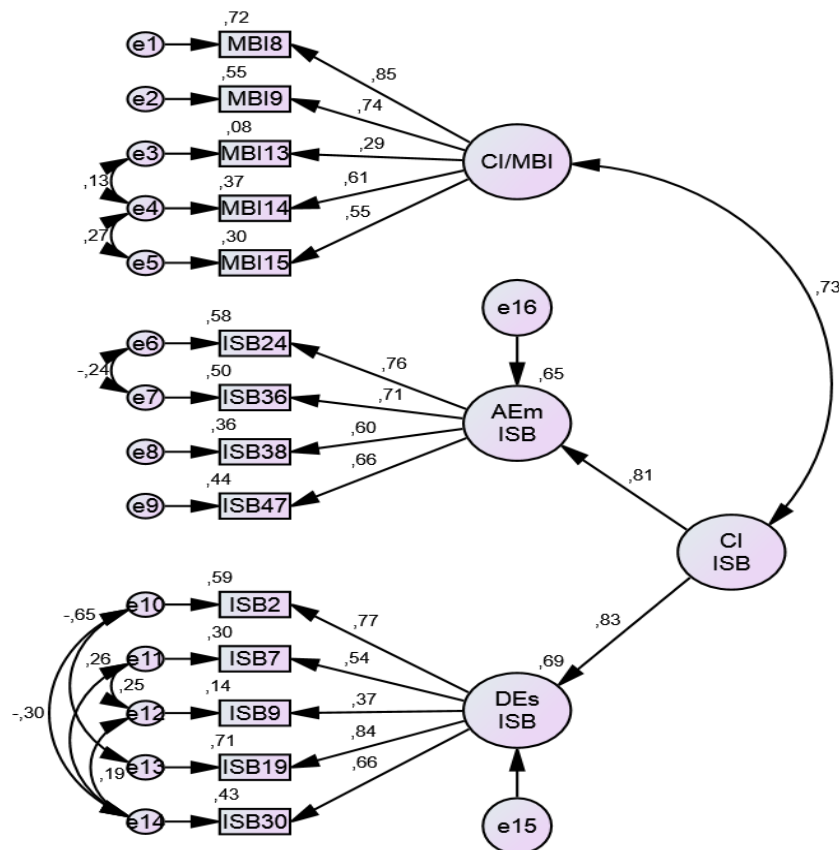 ,72
e1
MBI8
,85
,55
e2
MBI9
,74
,08
e3
MBI13
,29
CI/MBI
,13
,37
e4
MBI14
,61
,27
,30
e5
MBI15
,55
,73
e16
,58
e6
ISB24
,76
,65
-,24
,50
e7
ISB36
,71
AEm
ISB
,36
e8
ISB38
,60
,44
e9
ISB47
,66
,81
CI
ISB
,59
e10
ISB2
,77
,83
-,65
,30
e11
ISB7
,54
,69
,26
,25
,14
e12
ISB9
,37
DEs
ISB
-,30
,71
e13
ISB19
,84
,19
,43
e14
ISB30
,66
e15